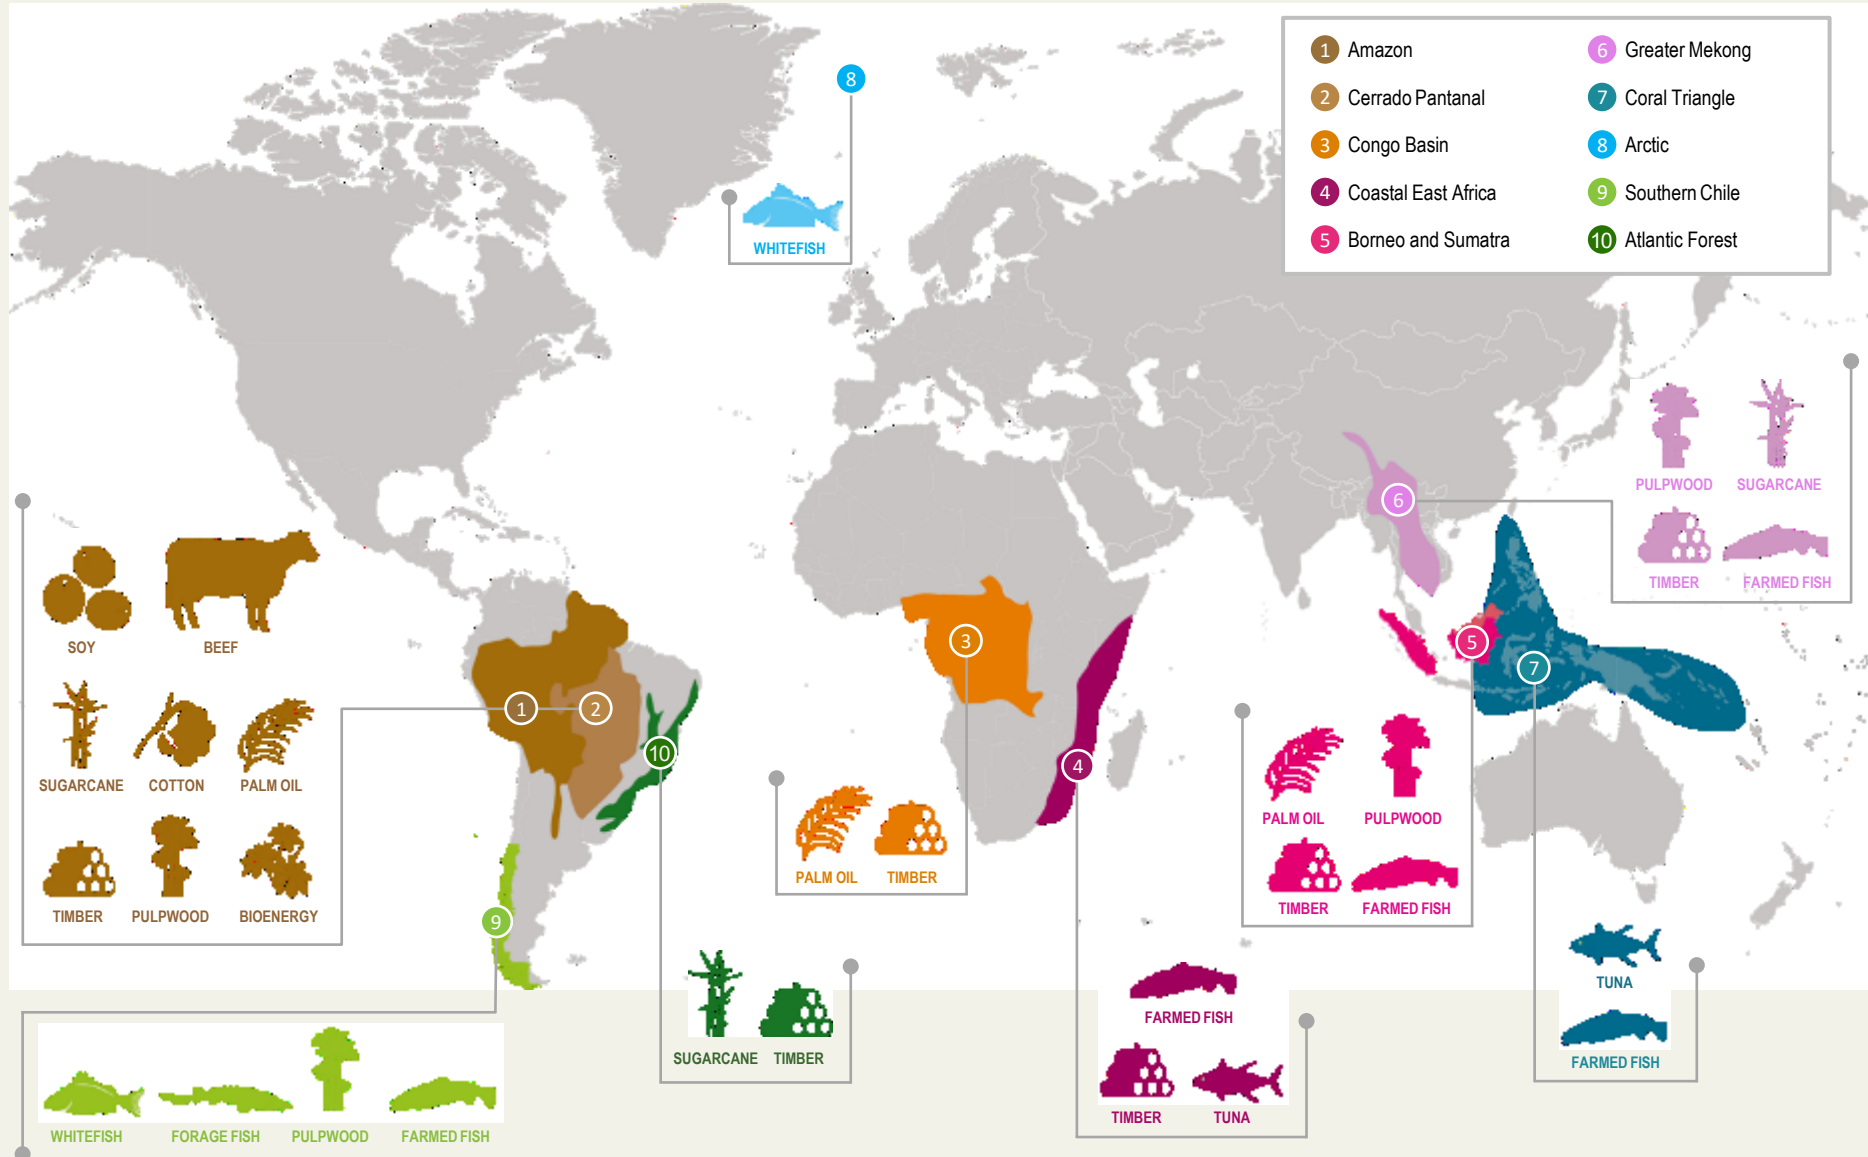 1 Amazon
2 Cerrado Pantanal
3 Congo Basin
4 Coastal East Africa
5 Borneo and Sumatra
6 Greater Mekong
7 Coral Triangle
8 Arctic
9 Southern Chile
10 Atlantic Forest
8
WHITEFISH
PULPWOOD SUGARCANE
TIMBER FARMED FISH
6
SOY BEEF
SUGARCANE COTTON PALM OIL
TIMBER PULPWOOD BIOENERGY
1 2
10
3
PALM OIL TIMBER
4
5
7
PALM OIL PULPWOOD
TIMBER FARMED FISH
9
WHITEFISH FORAGE FISH PULPWOOD FARMED FISH
SUGARCANE TIMBER
FARMED FISH
TIMBER TUNA
TUNA
FARMED FISH